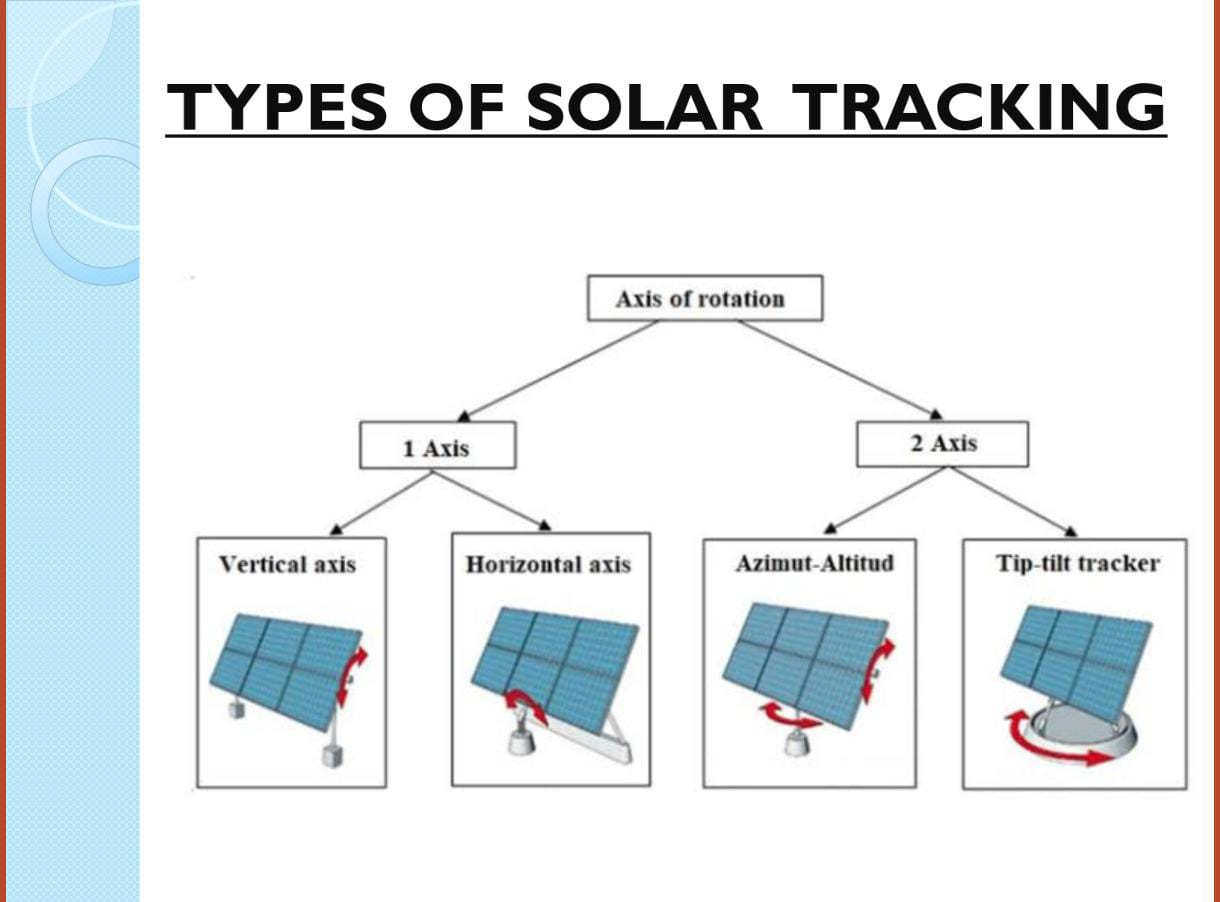 TYPES OF SOLAR TRACKING
Axis of rotation
1 Axis
2 Axis
Vertical axis
Horizontal axis
Azimut-Altitud
Tip-tilt tracker